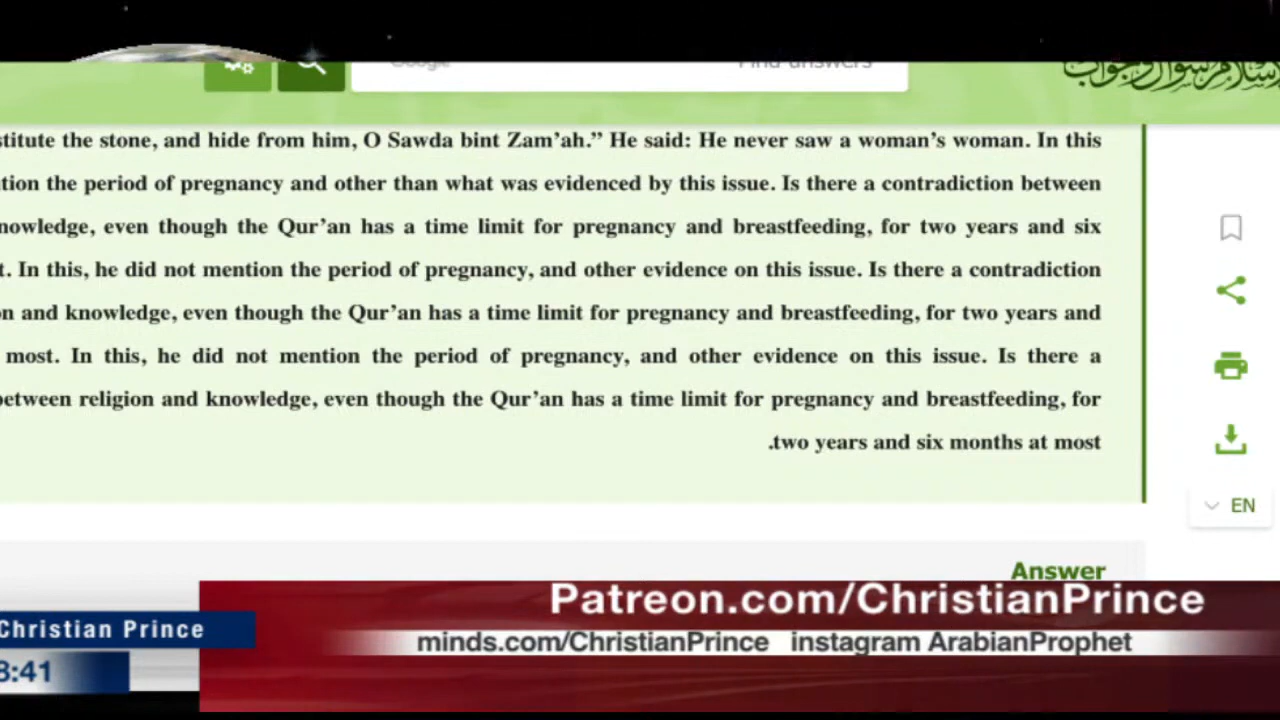 stitute the stone, and hide from him, O Sawda bint Zam’ah.” He said: He never saw a woman’s woman. In this
tion the period of pregnancy and other than what was evidenced by this issue. Is there a contradiction between
nowledge, even though the Qur’an has a time limit for pregnancy and breastfeeding, for two years and six
t. In this, he did not mention the period of pregnancy, and other evidence on this issue. Is there a contradiction
on and knowledge, even though the Qur’an has a time limit for pregnancy and breastfeeding, for two years and
most. In this, he did not mention the period of pregnancy, and other evidence on this issue. Is there a
between religion and knowledge, even though the Qur’an has a time limit for pregnancy and breastfeeding, for
.two years and six months at most
EN
Answer
Patreon.com/ChristianPrince
Christian Prince
minds.com/ChristianPrince instagram ArabianProphet
8:41